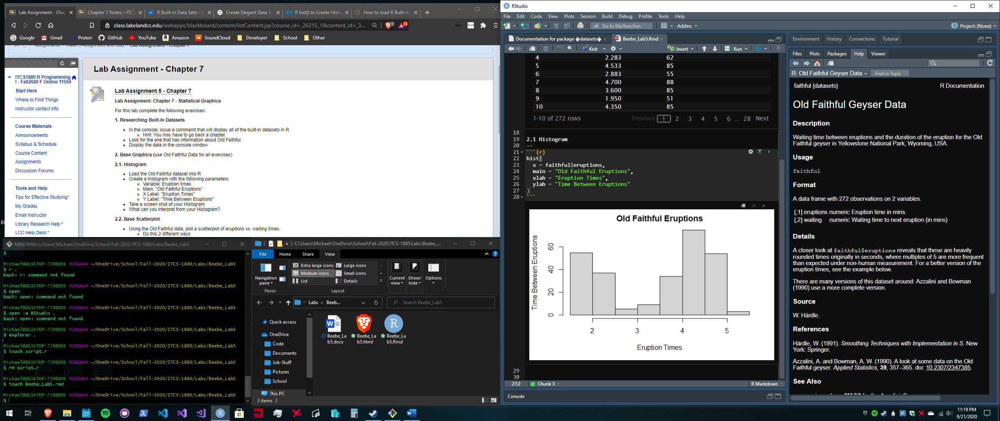 Lab Assignment - Chap
Chapter 7 Notes – ITCS
R Built-in Data Sets - E
Create Elegant Data Vi
R hist() to Create Histo
How to load R Built-in
class.lakelandcc.edu/webapps/blackboard/content/listContent.jsp?course_id=_26315_1&content_id=_3...
Google
Gmail
Proton
GitHub
YouTube
Amazon
SoundCloud
Developer
School
Other
Assignments
Week 5 Assignment and Quiz
Lab Assignment - Chapter 7
ITCS1880 R Programming
I - Fall2020 F Online 11550
Start Here
Where to Find Things
Instructor contact info
Course Materials
Announcements
Syllabus & Schedule
Course Content
Assignments
Discussion Forums
Tools and Help
Tips for Effective Studying*
My Grades
Email Instructor
Library Research Help *
LCC Help Desk *
Lab Assignment - Chapter 7
Lab Assignment 5 - Chapter 7
Lab Assignment: Chapter 7 - Statistical Graphics
For this lab complete the following exercises:
1. Researching Built-In Datasets
In the console, issue a command that will display all of the built-in datasets in R
Hint: You may have to go back a chapter.
Look for the one that has information about Old Faithful
Display the data in the console window
2. Base Graphics (use Old Faithful Data for all exercises)
2.1. Histogram
Load the Old Faithful dataset into R
Create a histogram with the following parameters:
Variable: Eruption times
Main: "Old Faithful Eruptions"
X Label: "Eruption Times"
Y Label: "Time Between Eruptions"
Take a screen shot of your Histogram
What can you interpret from your Histogram?
2.2. Base Scatterplot
Using the Old Faithful data, plot a scatterplot of eruptions vs. waiting times.
Do this 2 different ways
MINGW64:/c/Users/Michael/OneDrive/School/Fall-2020/ITCS-1880/Labs/Beebe_Lab5
$
Michael@DESKTOP-7J9BDO5 MINGW64 ~/OneDrive/School/Fall-2020/ITCS-1880/Labs/Beebe_Lab5
$ r .
bash: r: command not found
Michael@DESKTOP-7J9BDO5 MINGW64 ~/OneDrive/School/Fall-2020/ITCS-1880/Labs/Beebe_Lab5
$ open
bash: open: command not found
Michael@DESKTOP-7J9BDO5 MINGW64 ~/OneDrive/School/Fall-2020/ITCS-1880/Labs/Beebe_Lab5
$ open -a RStudio .
bash: open: command not found
Michael@DESKTOP-7J9BDO5 MINGW64 ~/OneDrive/School/Fall-2020/ITCS-1880/Labs/Beebe_Lab5
$ explorer .
Michael@DESKTOP-7J9BDO5 MINGW64 ~/OneDrive/School/Fall-2020/ITCS-1880/Labs/Beebe_Lab5
$ touch script.r
Michael@DESKTOP-7J9BDO5 MINGW64 ~/OneDrive/School/Fall-2020/ITCS-1880/Labs/Beebe_Lab5
$ rm script.r
Michael@DESKTOP-7J9BDO5 MINGW64 ~/OneDrive/School/Fall-2020/ITCS-1880/Labs/Beebe_Lab5
$ touch Beebe_Lab5.rmd
Michael@DESKTOP-7J9BDO5 MINGW64 ~/OneDrive/School/Fall-2020/ITCS-1880/Labs/Beebe_Lab5
$
C:\Users\Michael\OneDrive\School\Fall-2020\ITCS-1880\Labs\Beebe_...
File Home Share View
Navigation pane
Panes
Extra large icons
Large icons
Medium icons
Small icons
List
Details
Layout
Current view
Show/ hide
Options
Labs
Beeb...
Search Beebe_Lab5
Quick access
OneDrive
Code
Documents
Job-Stuff
Pictures
School
This PC
Beebe_La
b5.docx
Beebe_La
b5.html
Beebe_La
b5.Rmd
3 items
RStudio
File Edit Code View Plots Session Build Debug Profile Tools Help
Go to file/function
Addins
Project: (None)
Documentation for package �datasets�
Beebe_Lab5.Rmd
ABC
Knit
Insert
Run
4 2.283 62
5 4.533 85
6 2.883 55
7 4.700 88
8 3.600 85
9 1.950 51
10 4.350 85
1-10 of 272 rows
Previous 1 2 3 4 5 6 ... 28 Next
18
19 2.1 Histogram
20 --
21 ```{r}
22 hist(
23 x = faithful$eruptions,
24 main = "Old Faithful Eruptions",
25 xlab = "Eruption Times",
26 ylab = "Time Between Eruptions"
27 )
28 ```
Old Faithful Eruptions
Time Between Eruptions
60
40
20
0
2 3 4 5
Eruption Times
29
30
27:2
Chunk 3
R Markdown
Console
Environment History Connections Tutorial
Files Plots Packages Help Viewer
R: Old Faithful Geyser Data
Find in Topic
faithful {datasets}
R Documentation
Old Faithful Geyser Data
Description
Waiting time between eruptions and the duration of the eruption for the Old
Faithful geyser in Yellowstone National Park, Wyoming, USA.
Usage
faithful
Format
A data frame with 272 observations on 2 variables.
[,1] eruptions numeric Eruption time in mins
[,2] waiting numeric Waiting time to next eruption (in mins)
Details
A closer look at faithful$eruptions reveals that these are heavily
rounded times originally in seconds, where multiples of 5 are more frequent
than expected under non-human measurement. For a better version of the
eruption times, see the example below.
There are many versions of this dataset around: Azzalini and Bowman
(1990) use a more complete version.
Source
W. Härdle.
References
Härdle, W. (1991). Smoothing Techniques with Implementation in S. New
York: Springer.
Azzalini, A. and Bowman, A. W. (1990). A look at some data on the Old
Faithful geyser. Applied Statistics, 39, 357–365. doi: 10.2307/2347385.
See Also
11:19 PM
9/21/2020